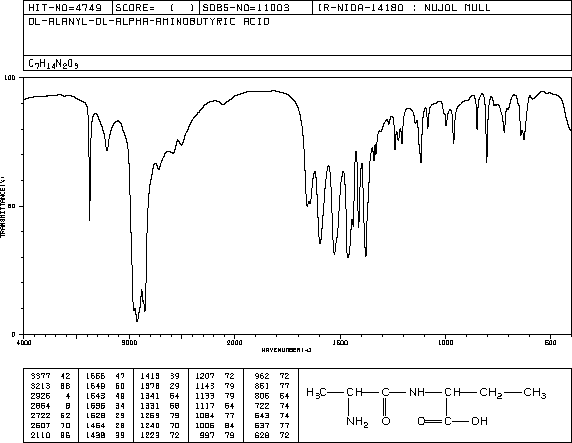 HIT-NO=4749 SCORE= ( ) SDBS-NO=11003 IR-NIDA-14180 : NUJOL MULL
DL-ALANYL-DL-ALPHA-AMINOBUTYRIC ACID
C7H14N2O3
100
50
0
TRANSMITTANCE(%)
4000 3000 2000 1500 1000 500
WAVENUMBER(-1)
3377 42 1666 47 1419 39 1207 72 962 72
3213 68 1649 60 1378 29 1143 79 851 77
2926 4 1643 48 1341 64 1133 79 806 64
2864 8 1596 34 1331 68 1117 64 722 74
2722 62 1528 29 1269 79 1084 77 643 74
2607 70 1464 28 1240 70 1006 84 637 77
2110 86 1439 39 1223 72 997 79 628 72
H3C CH C NH CH CH2 CH3
NH2 O O C OH